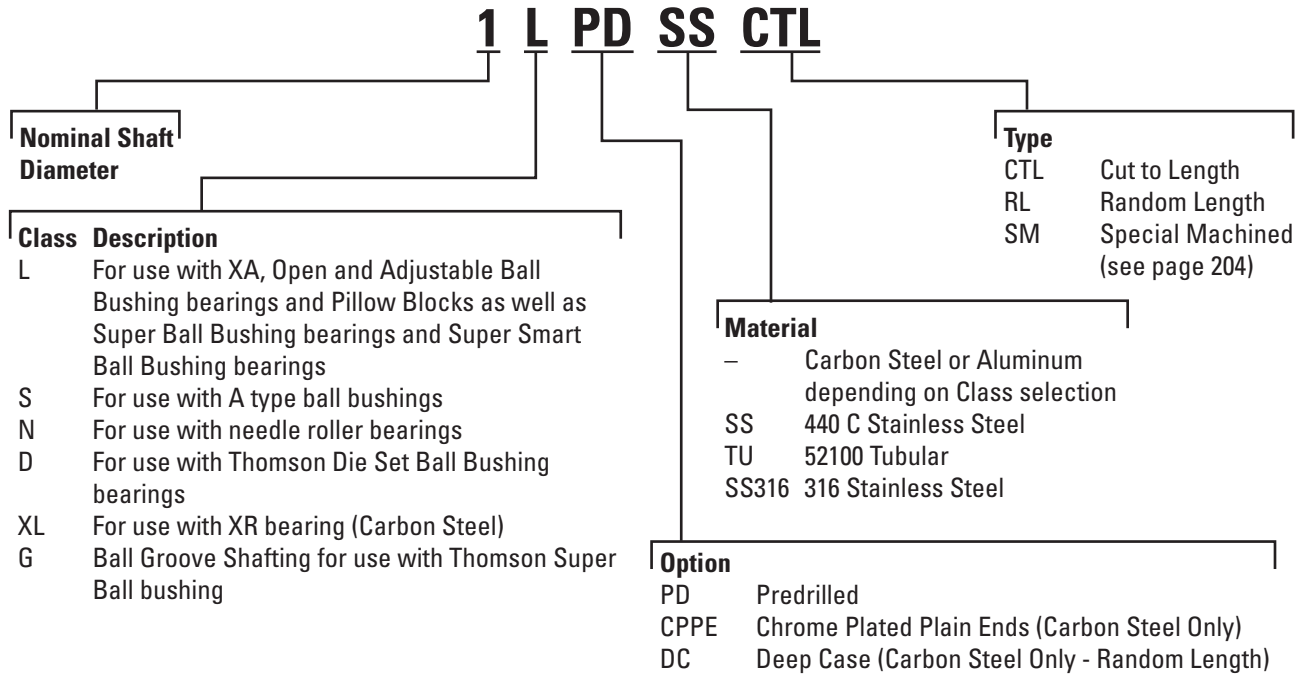 1 L PD SS CTL
Nominal Shaft
Diameter
Class Description
L For use with XA, Open and Adjustable Ball
Bushing bearings and Pillow Blocks as well as
Super Ball Bushing bearings and Super Smart
Ball Bushing bearings
S For use with A type ball bushings
N For use with needle roller bearings
D For use with Thomson Die Set Ball Bushing
bearings
XL For use with XR bearing (Carbon Steel)
G Ball Groove Shafting for use with Thomson Super
Ball bushing
Type
CTL Cut to Length
RL Random Length
SM Special Machined
(see page 204)
Material
– Carbon Steel or Aluminum
depending on Class selection
SS 440 C Stainless Steel
TU 52100 Tubular
SS316 316 Stainless Steel
Option
PD Predrilled
CPPE Chrome Plated Plain Ends (Carbon Steel Only)
DC Deep Case (Carbon Steel Only - Random Length)